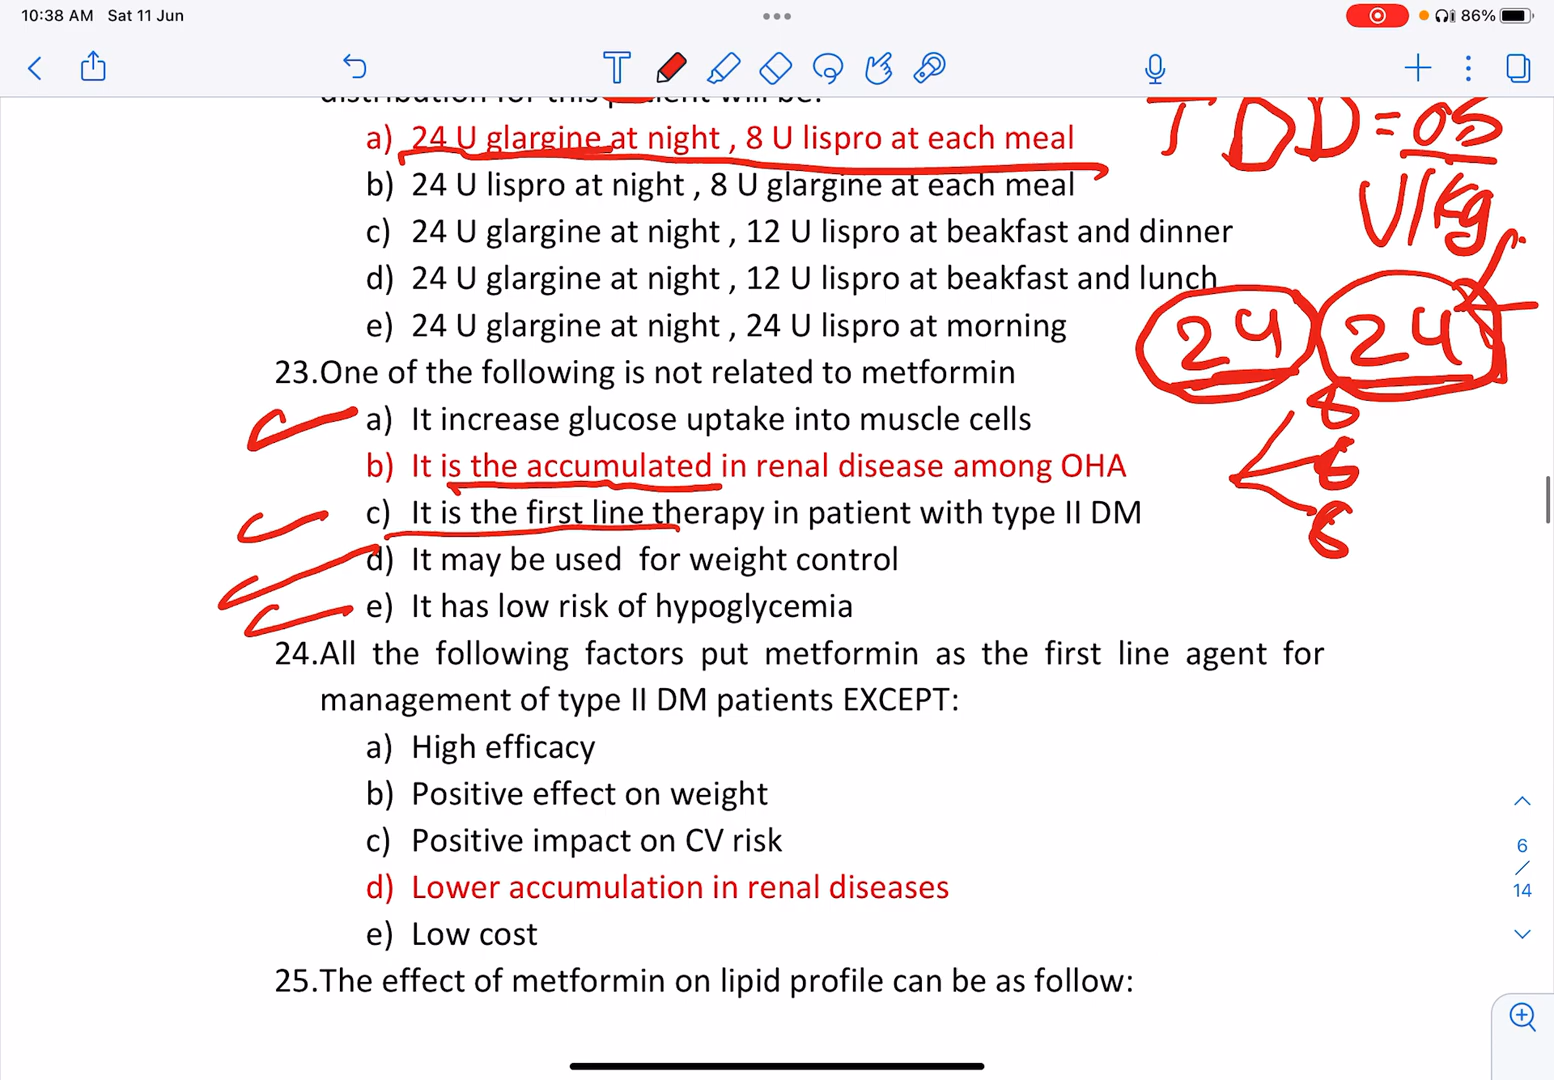 10:38 AM Sat 11 Jun
86%
distribution for this patient will be:
a) 24 U glargine at night , 8 U lispro at each meal
b) 24 U lispro at night , 8 U glargine at each meal
c) 24 U glargine at night , 12 U lispro at beakfast and dinner
d) 24 U glargine at night , 12 U lispro at beakfast and lunch
e) 24 U glargine at night , 24 U lispro at morning
TDD = 05
U/kg
24 24
8
8
8
23.One of the following is not related to metformin
a) It increase glucose uptake into muscle cells
b) It is the accumulated in renal disease among OHA
c) It is the first line therapy in patient with type II DM
d) It may be used for weight control
e) It has low risk of hypoglycemia
24.All the following factors put metformin as the first line agent for
management of type II DM patients EXCEPT:
a) High efficacy
b) Positive effect on weight
c) Positive impact on CV risk
d) Lower accumulation in renal diseases
e) Low cost
25.The effect of metformin on lipid profile can be as follow:
6
/
14